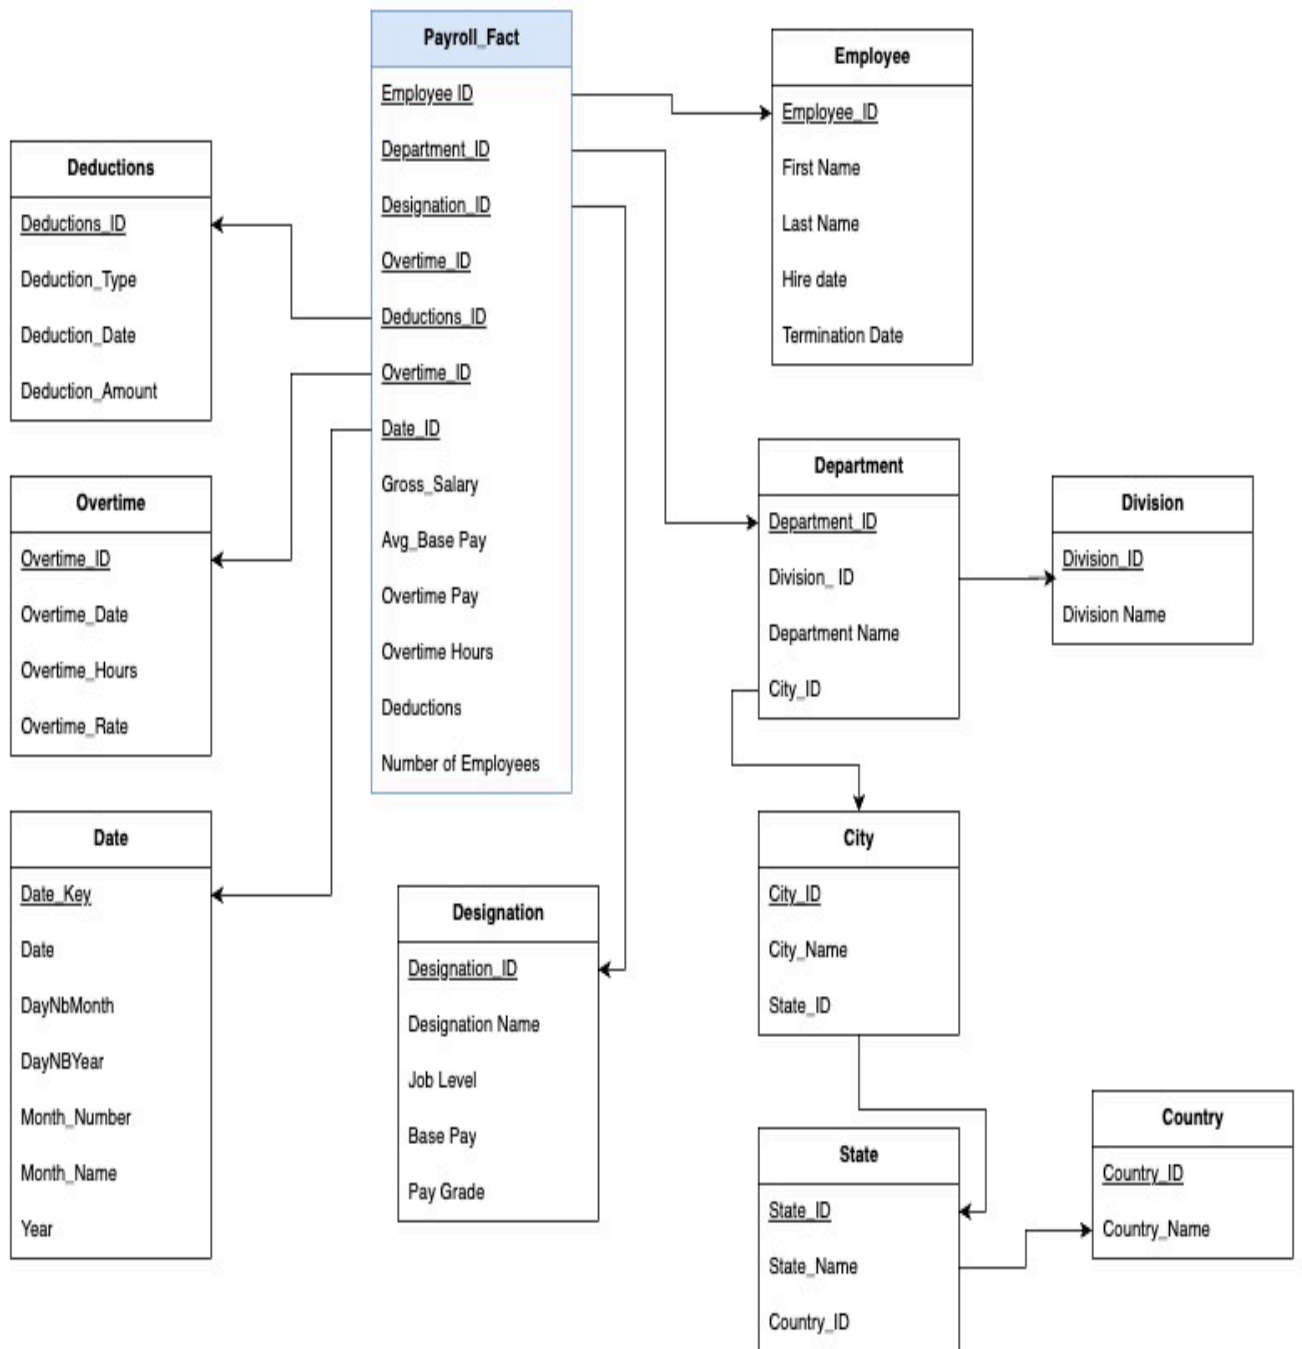 Payroll_Fact
Employee ID
Department_ID
Designation_ID
Overtime_ID
Deductions_ID
Overtime_ID
Date_ID
Gross_Salary
Avg_Base Pay
Overtime Pay
Overtime Hours
Deductions
Number of Employees
Employee
Employee_ID
First Name
Last Name
Hire date
Termination Date
Deductions
Deductions_ID
Deduction_Type
Deduction_Date
Deduction_Amount
Overtime
Overtime_ID
Overtime_Date
Overtime_Hours
Overtime_Rate
Department
Department_ID
Division_ ID
Department Name
City_ID
Division
Division_ID
Division Name
Date
Date_Key
Date
DayNbMonth
DayNBYear
Month_Number
Month_Name
Year
Designation
Designation_ID
Designation Name
Job Level
Base Pay
Pay Grade
City
City_ID
City_Name
State_ID
State
State_ID
State_Name
Country_ID
Country
Country_ID
Country_Name